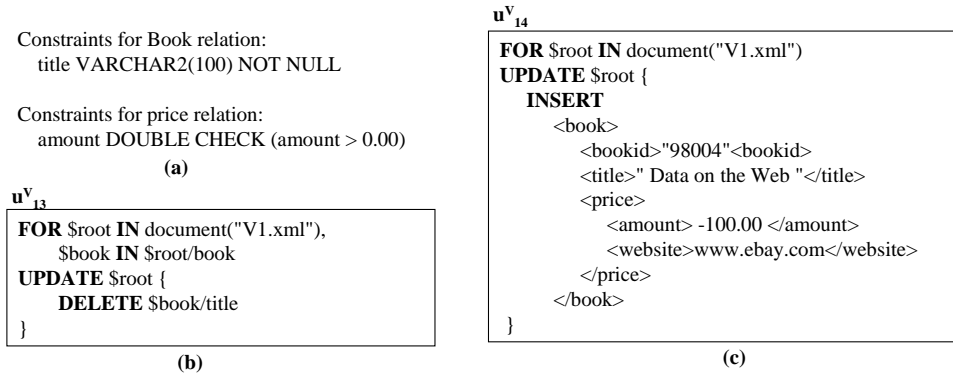 Constraints for Book relation:
title VARCHAR2(100) NOT NULL
Constraints for price relation:
amount DOUBLE CHECK (amount > 0.00)
(a)
u^V_13
FOR $root IN document("V1.xml"),
$book IN $root/book
UPDATE $root {
DELETE $book/title
}
(b)
u^V_14
FOR $root IN document("V1.xml")
UPDATE $root {
INSERT
<book>
<bookid>"98004"<bookid>
<title>" Data on the Web "</title>
<price>
<amount> -100.00 </amount>
<website>www.ebay.com</website>
</price>
</book>
}
(c)